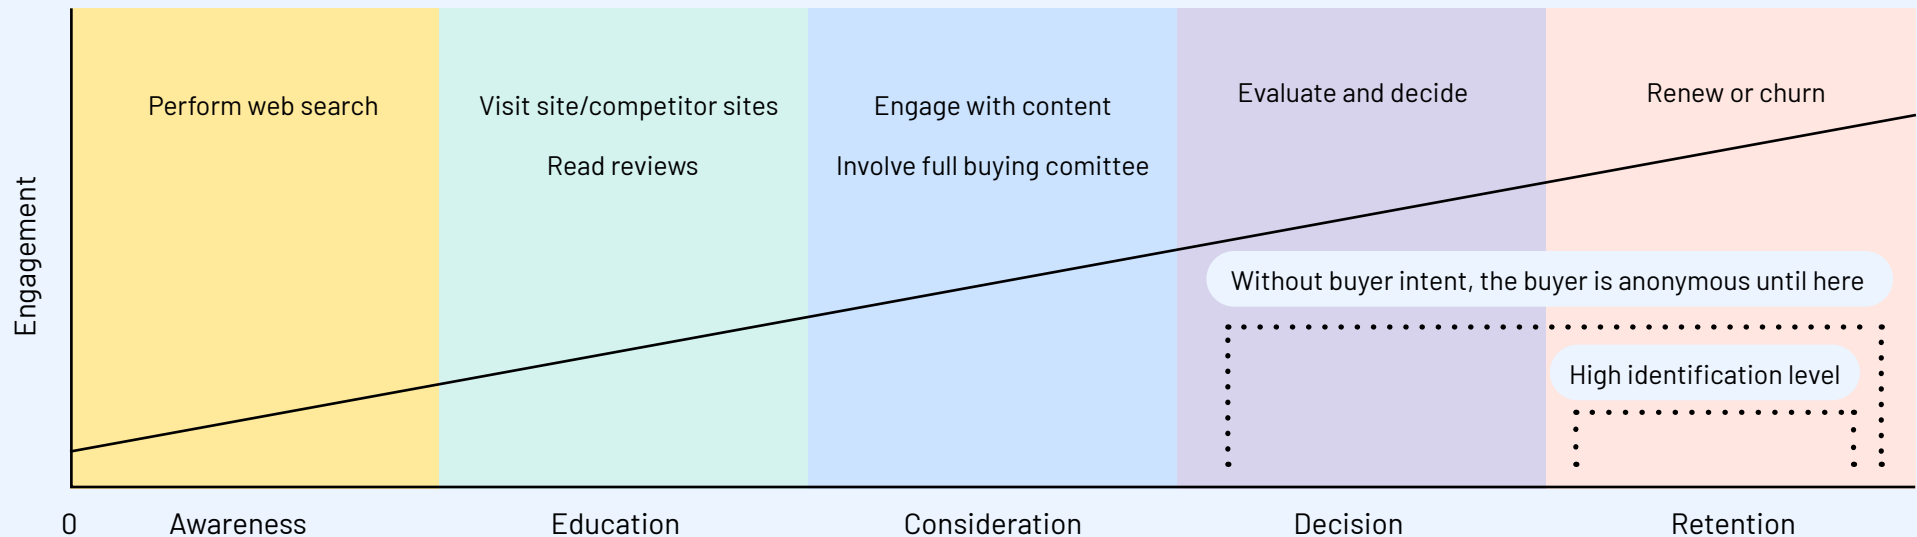 Perform web search
Visit site/competitor sites
Read reviews
Engage with content
Involve full buying comittee
Evaluate and decide
Renew or churn
Engagement
Without buyer intent, the buyer is anonymous until here
High identification level
0
Awareness
Education
Consideration
Decision
Retention